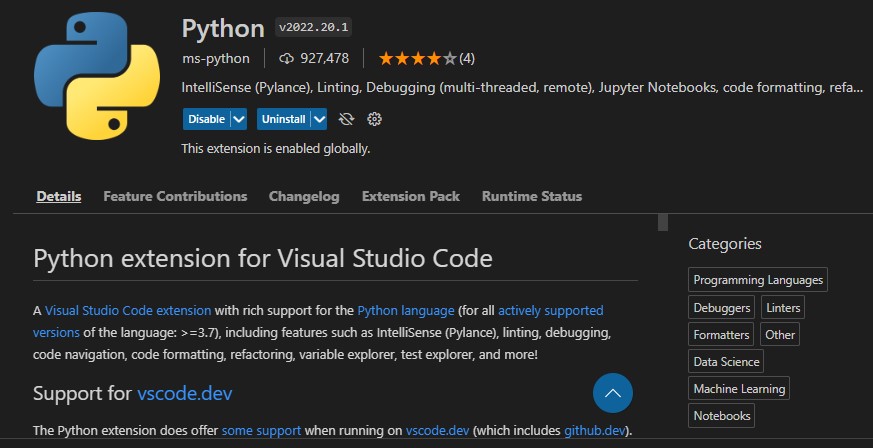 Python v2022.20.1
ms-python 927,478 (4)
IntelliSense (Pylance), Linting, Debugging (multi-threaded, remote), Jupyter Notebooks, code formatting, refa...
Disable Uninstall
This extension is enabled globally.
Details Feature Contributions Changelog Extension Pack Runtime Status
Python extension for Visual Studio Code
A Visual Studio Code extension with rich support for the Python language (for all actively supported
versions of the language: >=3.7), including features such as IntelliSense (Pylance), linting, debugging,
code navigation, code formatting, refactoring, variable explorer, test explorer, and more!
Support for vscode.dev
The Python extension does offer some support when running on vscode.dev (which includes github.dev).
Categories
Programming Languages
Debuggers Linters
Formatters Other
Data Science
Machine Learning
Notebooks